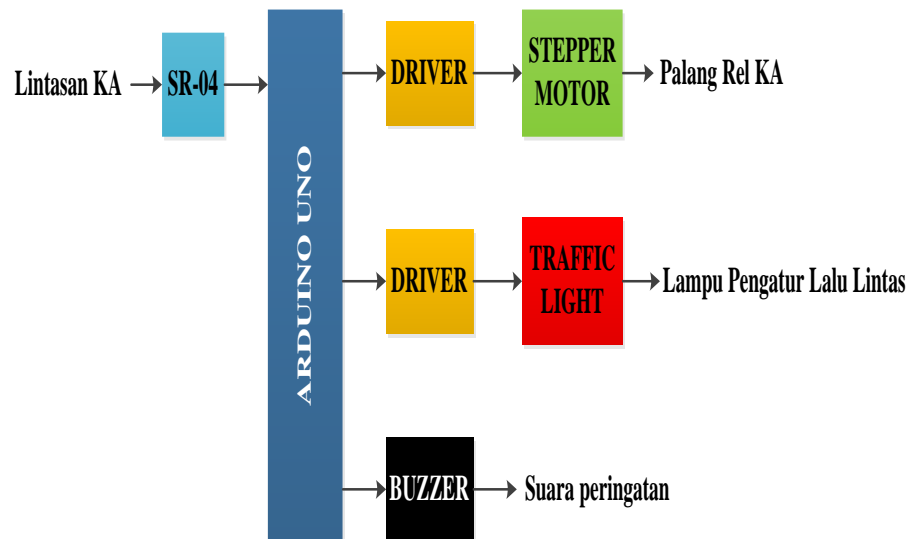 Lintasan KA
SR-04
ARDUINO UNO
DRIVER
STEPPER
MOTOR
Palang Rel KA
DRIVER
TRAFFIC
LIGHT
Lampu Pengatur Lalu Lintas
BUZZER
Suara peringatan